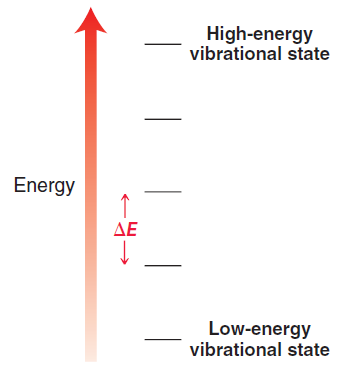 High-energy
vibrational state
Energy
ΔE
Low-energy
vibrational state